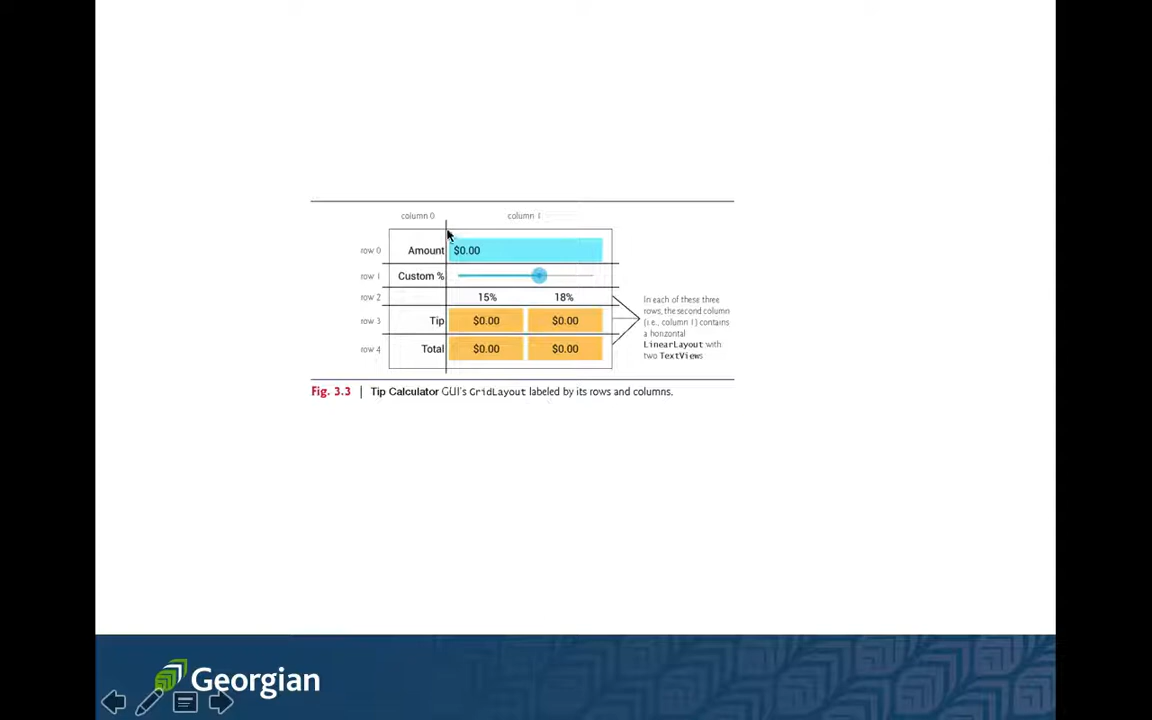 column 0 column 1
row 0 Amount $0.00
row 1 Custom %
row 2 15% 18%
row 3 Tip $0.00 $0.00
row 4 Total $0.00 $0.00
In each of these three
rows, the second column
(i.e., column 1) contains
a horizontal
LinearLayout with
two TextViews
Fig. 3.3 | Tip Calculator GUI's GridLayout labeled by its rows and columns.
Georgian